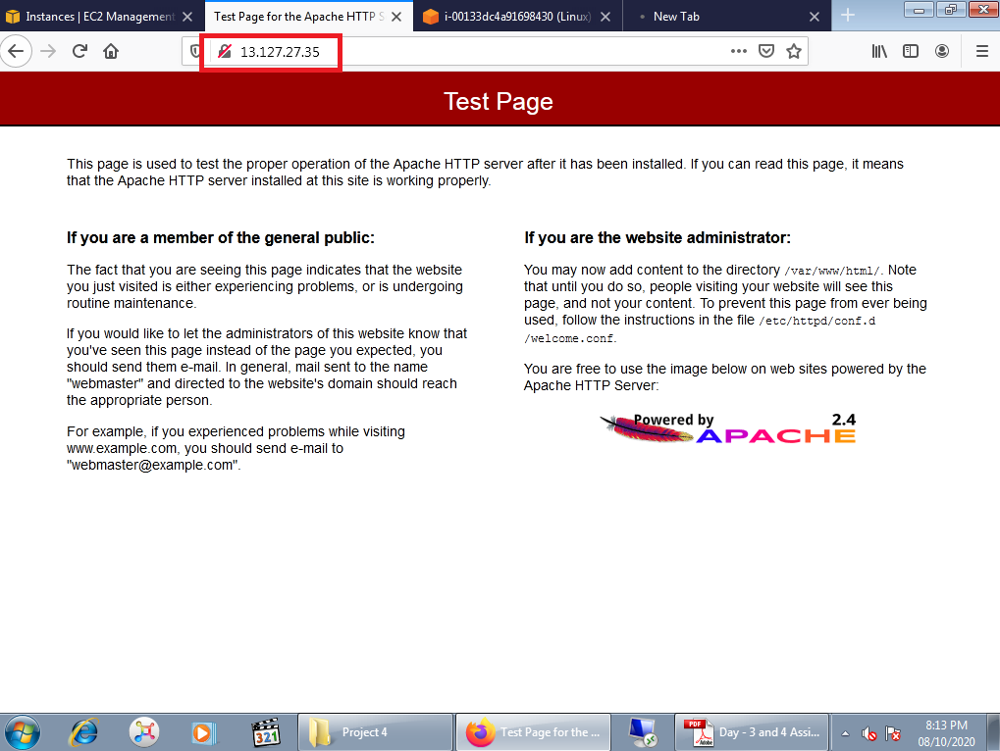 Instances | EC2 Management
Test Page for the Apache HTTP S
i-00133dc4a91698430 (Linux)
New Tab
13.127.27.35
Test Page
This page is used to test the proper operation of the Apache HTTP server after it has been installed. If you can read this page, it means
that the Apache HTTP server installed at this site is working properly.
If you are a member of the general public:
The fact that you are seeing this page indicates that the website
you just visited is either experiencing problems, or is undergoing
routine maintenance.
If you would like to let the administrators of this website know that
you've seen this page instead of the page you expected, you
should send them e-mail. In general, mail sent to the name
"webmaster" and directed to the website's domain should reach
the appropriate person.
For example, if you experienced problems while visiting
www.example.com, you should send e-mail to
"webmaster@example.com".
If you are the website administrator:
You may now add content to the directory /var/www/html/. Note
that until you do so, people visiting your website will see this
page, and not your content. To prevent this page from ever being
used, follow the instructions in the file /etc/httpd/conf.d
/welcome.conf.
You are free to use the image below on web sites powered by the
Apache HTTP Server:
Powered by 2.4
APACHE
321
Project 4
Test Page for the ...
PDF
Adobe
Day - 3 and 4 Assi...
8:13 PM
08/10/2020